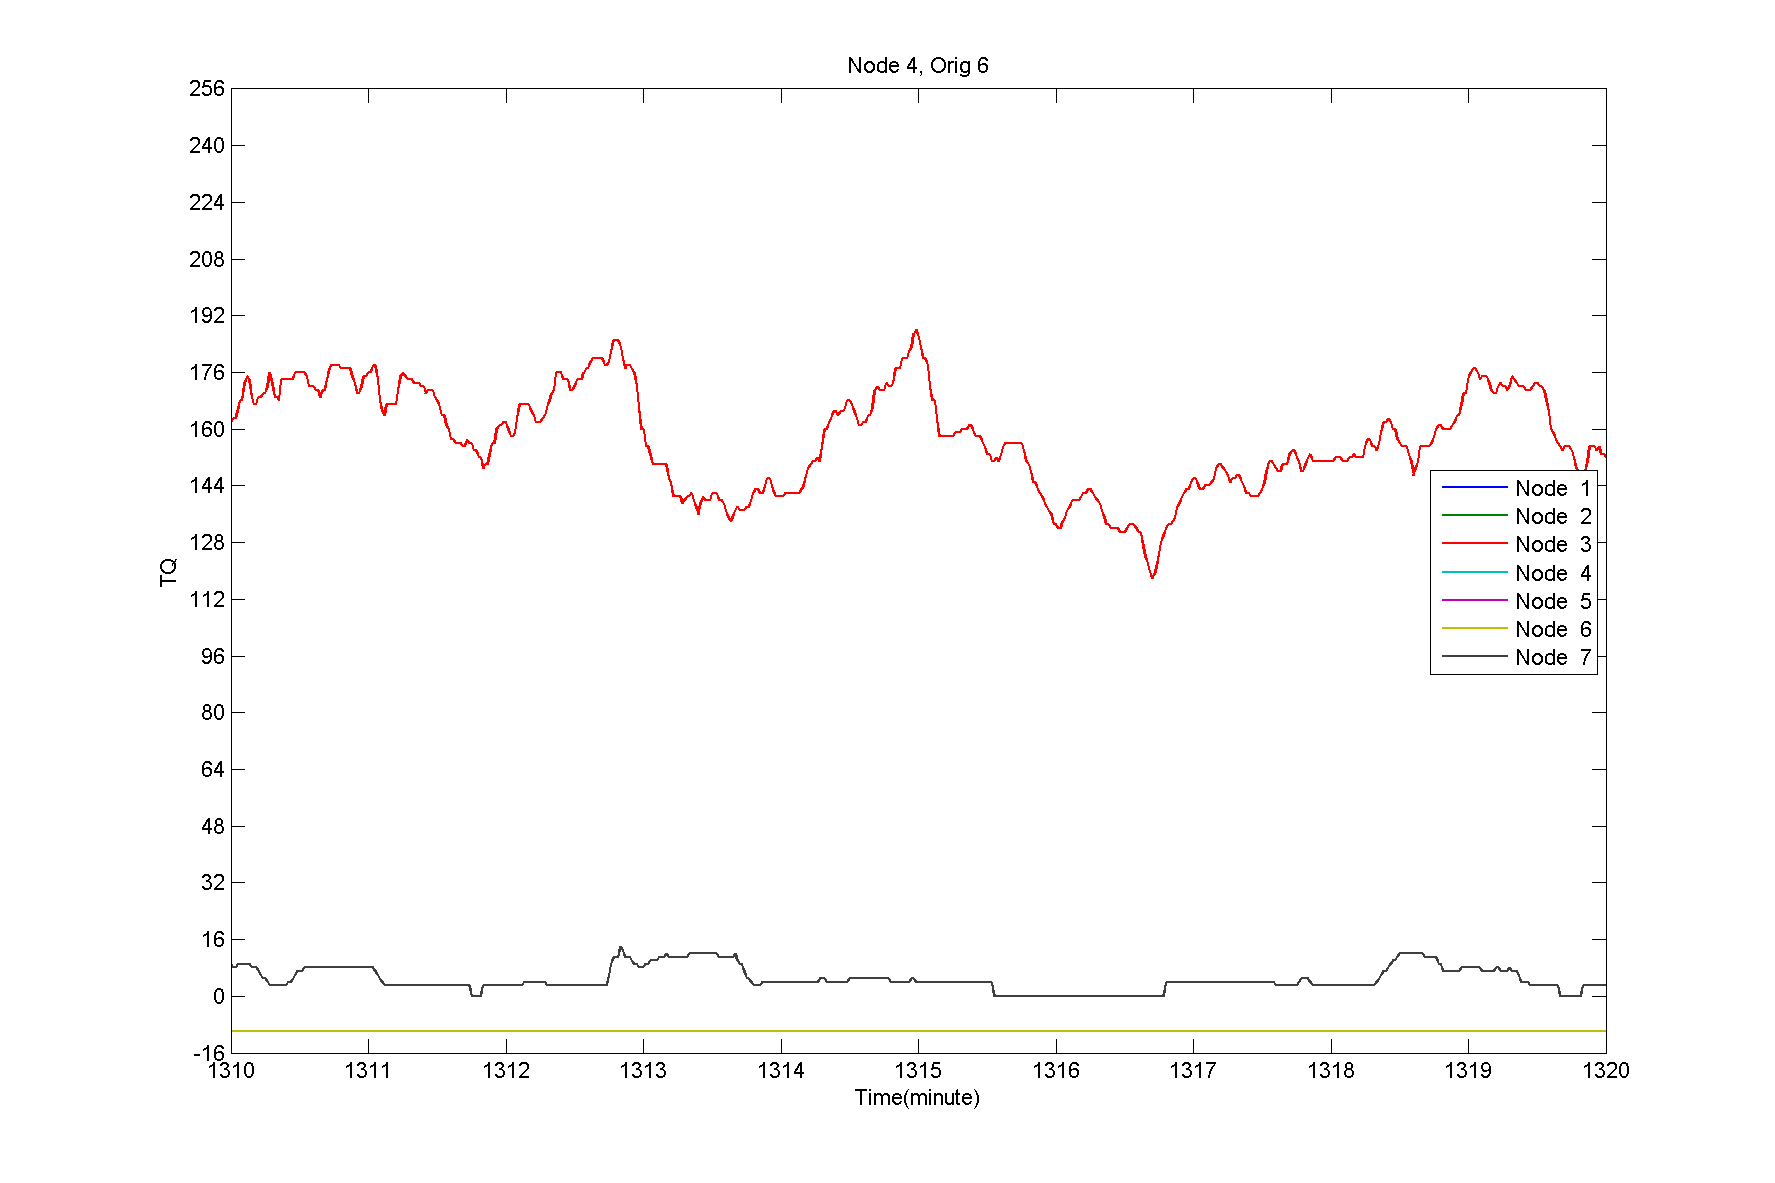 Node 4, Orig 6
256
240
224
208
192
176
160
144
128
112
96
80
64
48
32
16
0
-16
TQ
Node 1
Node 2
Node 3
Node 4
Node 5
Node 6
Node 7
1310 1311 1312 1313 1314 1315 1316 1317 1318 1319 1320
Time(minute)